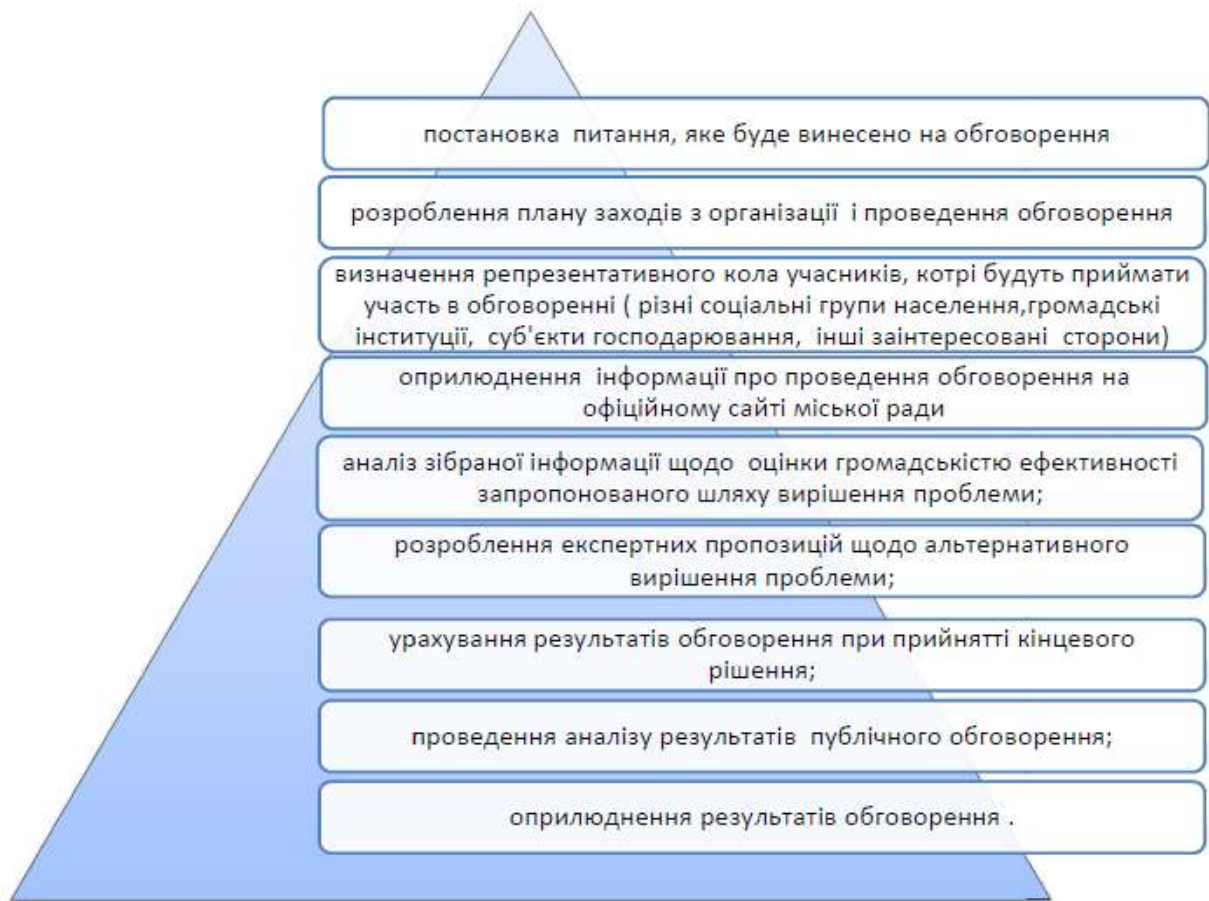 постановка питання, яке буде винесено на обговорення
розроблення плану заходів з організації і проведення обговорення
визначення репрезентативного кола учасників, котрі будуть приймати
участь в обговоренні ( різні соціальні групи населення,громадські
інституції, суб'єкти господарювання, інші заінтересовані сторони)
оприлюднення інформації про проведення обговорення на
офіційному сайті міської ради
аналіз зібраної інформації щодо оцінки громадськістю ефективності
запропонованого шляху вирішення проблеми;
розроблення експертних пропозицій щодо альтернативного
вирішення проблеми;
урахування результатів обговорення при прийнятті кінцевого
рішення;
проведення аналізу результатів публічного обговорення;
оприлюднення результатів обговорення .